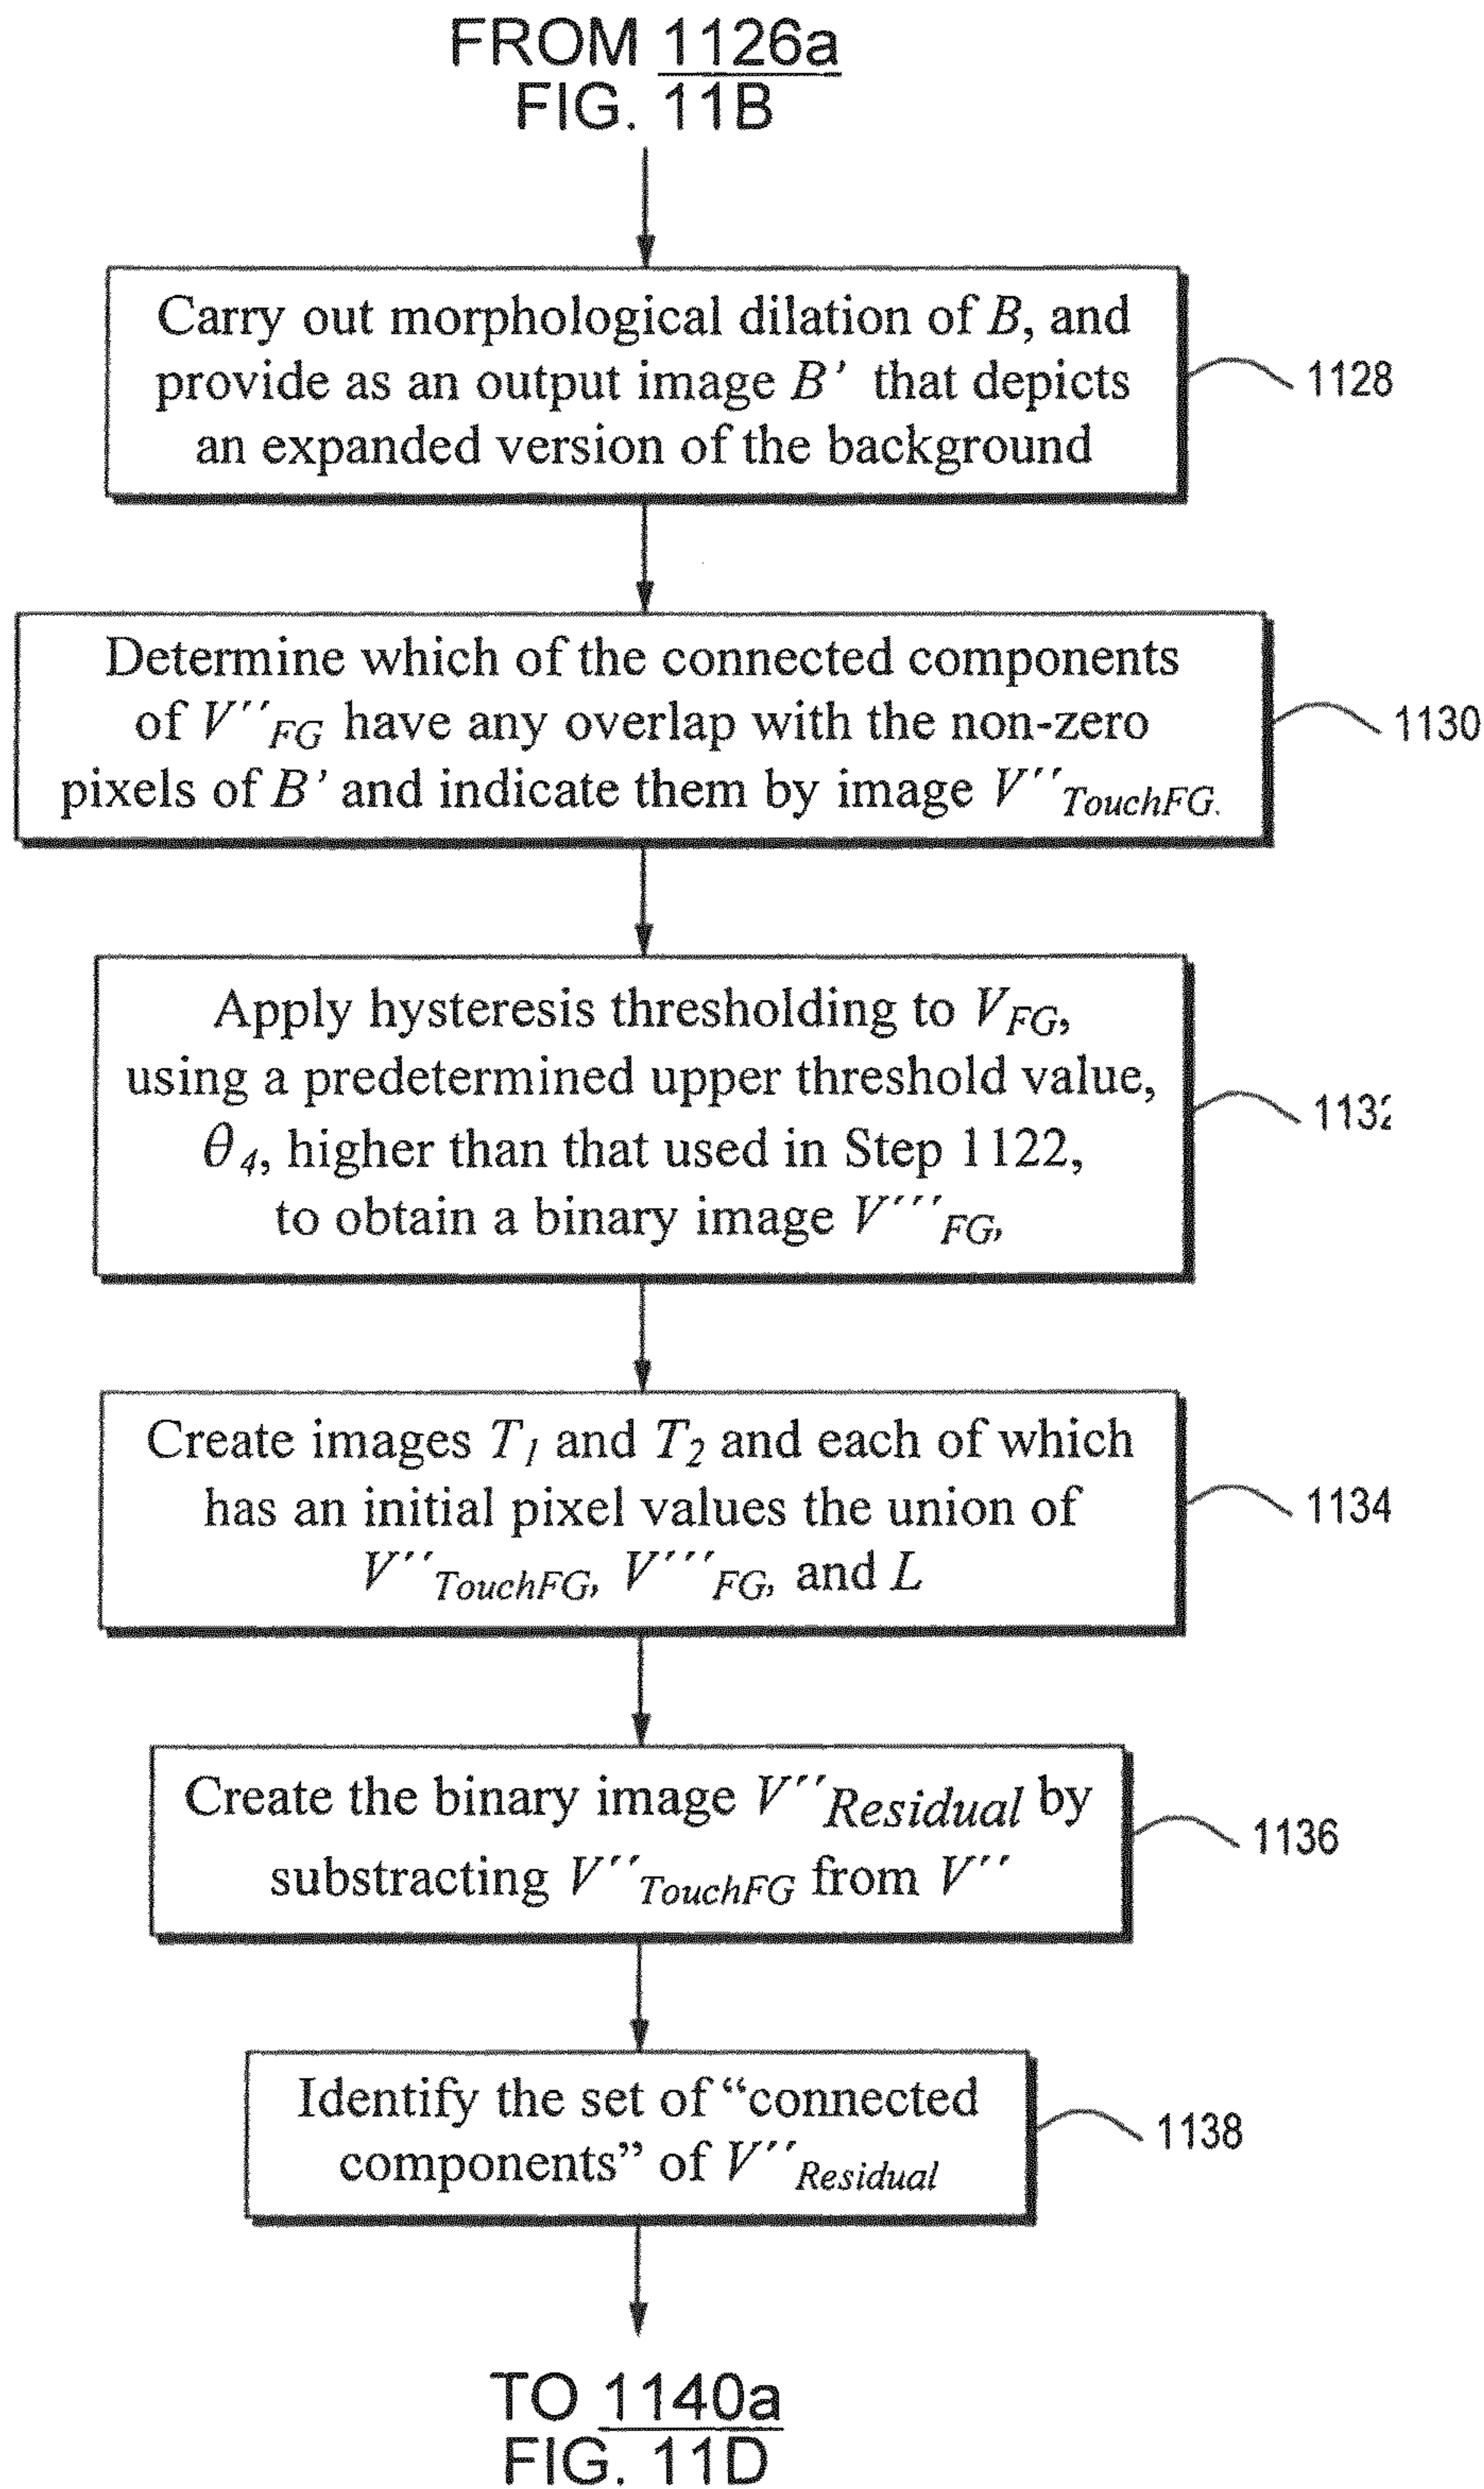 FROM 1126a
FIG. 11B
Carry out morphological dilation of B, and
provide as an output image B' that depicts
an expanded version of the background
1128
Determine which of the connected components
of V´´FG have any overlap with the non-zero
pixels of B' and indicate them by image V´´TouchFG.
1130
Apply hysteresis thresholding to VFG,
using a predetermined upper threshold value,
θ4, higher than that used in Step 1122,
to obtain a binary image V´´´FG,
1132
Create images T1 and T2 and each of which
has an initial pixel values the union of
V´´TouchFG, V´´´FG, and L
1134
Create the binary image V´´Residual by
substracting V´´TouchFG from V´´
1136
Identify the set of “connected
components” of V´´Residual
1138
TO 1140a
FIG. 11D